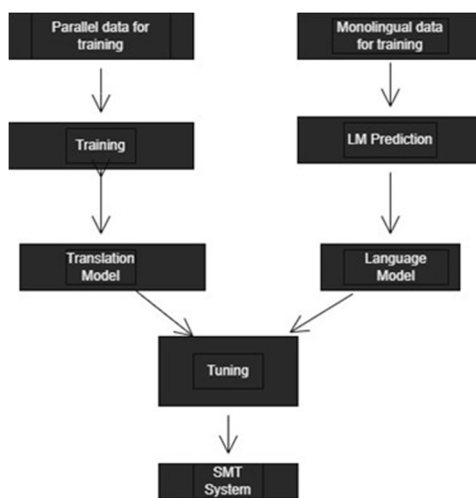 Parallel data for
training
Monolingual data
for training
Training
LM Prediction
Translation
Model
Language
Model
Tuning
SMT
System